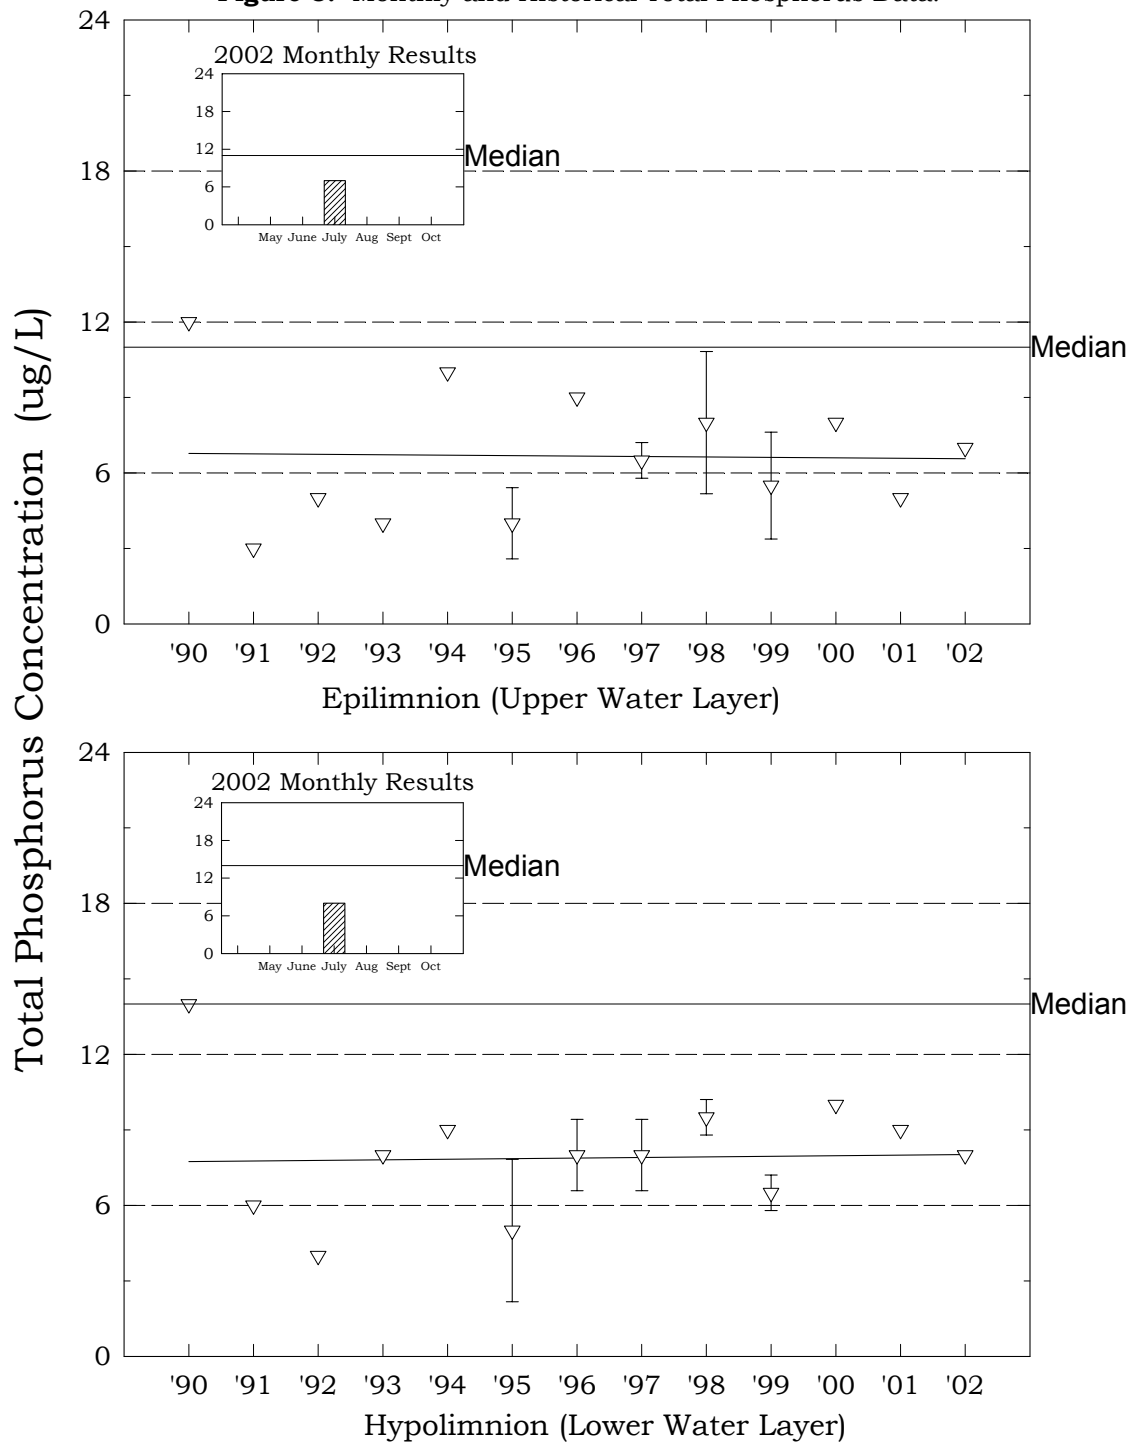 Figure 3. Monthly and Historical Total Phosphorus Data.
Total Phosphorus Concentration (ug/L)
24
18
12
6
0
2002 Monthly Results
24
18
12
6
0
Median
May June July Aug Sept Oct
Median
'90 '91 '92 '93 '94 '95 '96 '97 '98 '99 '00 '01 '02
Epilimnion (Upper Water Layer)
24
18
12
6
0
2002 Monthly Results
24
18
12
6
0
Median
May June July Aug Sept Oct
Median
'90 '91 '92 '93 '94 '95 '96 '97 '98 '99 '00 '01 '02
Hypolimnion (Lower Water Layer)